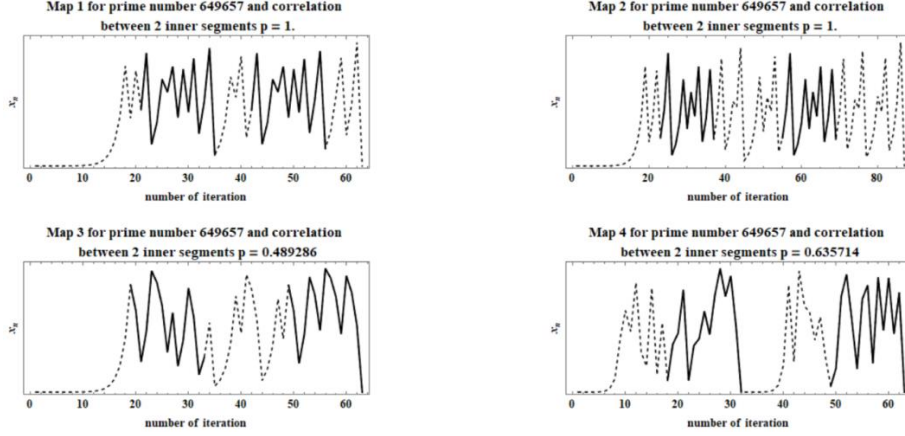 Map 1 for prime number 649657 and correlation
between 2 inner segments p = 1.
x_n
0 10 20 30 40 50 60
number of iteration
Map 2 for prime number 649657 and correlation
between 2 inner segments p = 1.
x_n
0 20 40 60 80
number of iteration
Map 3 for prime number 649657 and correlation
between 2 inner segments p = 0.489286
x_n
0 10 20 30 40 50 60
number of iteration
Map 4 for prime number 649657 and correlation
between 2 inner segments p = 0.635714
x_n
0 10 20 30 40 50 60
number of iteration